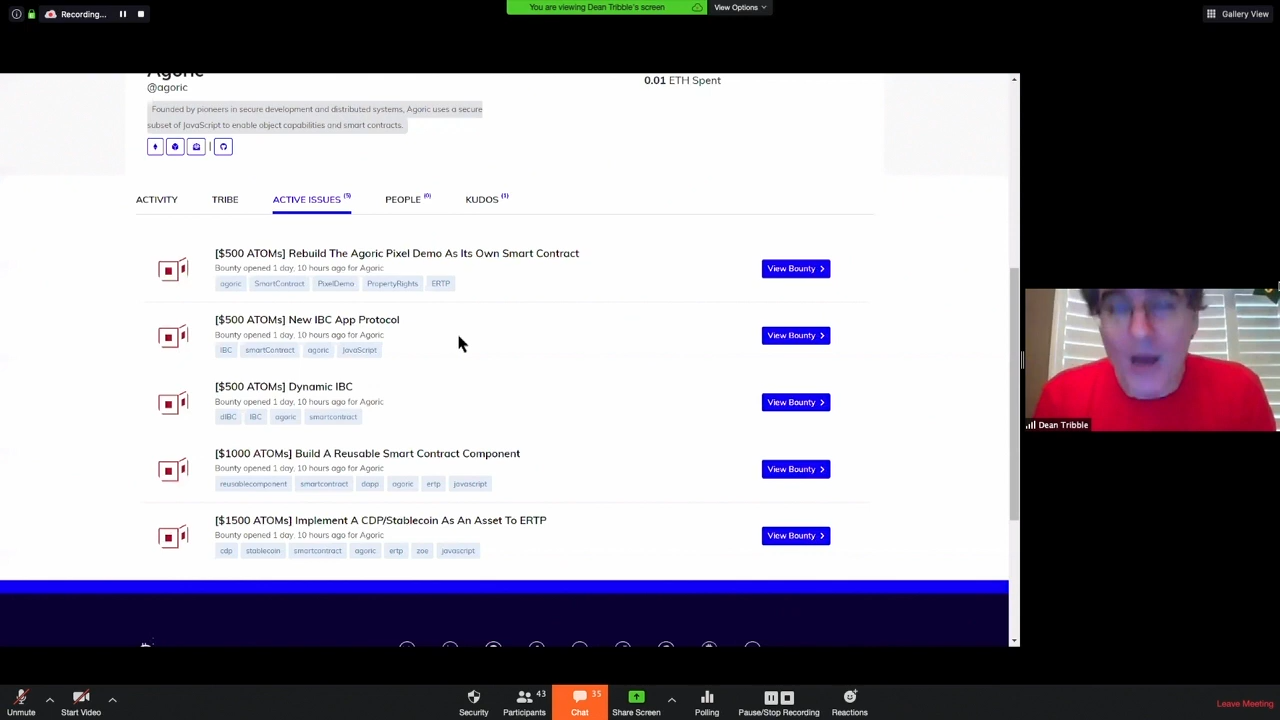 Recording...
You are viewing Dean Tribble's screen
View Options
Gallery View
Agoric
@agoric
0.01 ETH Spent
Founded by pioneers in secure development and distributed systems, Agoric uses a secure
subset of JavaScript to enable object capabilities and smart contracts.
ACTIVITY TRIBE ACTIVE ISSUES (5) PEOPLE (0) KUDOS (1)
[$500 ATOMs] Rebuild The Agoric Pixel Demo As Its Own Smart Contract
Bounty opened 1 day, 10 hours ago for Agoric
View Bounty
agoric SmartContract PixelDemo PropertyRights ERTP
[$500 ATOMs] New IBC App Protocol
Bounty opened 1 day, 10 hours ago for Agoric
View Bounty
IBC smartContract agoric JavaScript
[$500 ATOMs] Dynamic IBC
Bounty opened 1 day, 10 hours ago for Agoric
View Bounty
dIBC IBC agoric smartcontract
[$1000 ATOMs] Build A Reusable Smart Contract Component
Bounty opened 1 day, 10 hours ago for Agoric
View Bounty
reusablecomponent smartcontract dapp agoric ertp javascript
[$1500 ATOMs] Implement A CDP/Stablecoin As An Asset To ERTP
Bounty opened 1 day, 10 hours ago for Agoric
View Bounty
cdp stablecoin smartcontract agoric ertp zoe javascript
Dean Tribble
43
35
Unmute Start Video Security Participants Chat Share Screen Polling Pause/Stop Recording Reactions Leave Meeting